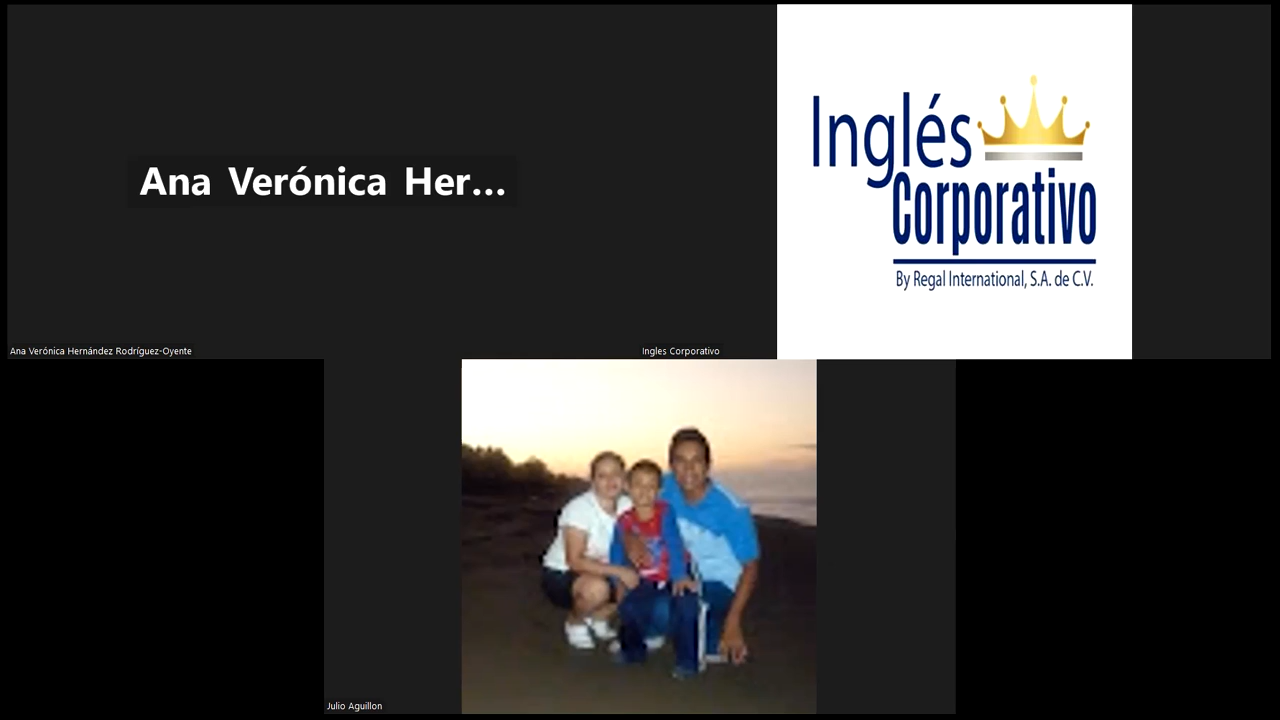 Ana Verónica Her...
Inglés
Corporativo
By Regal International, S.A. de C.V.
Ana Verónica Hernández Rodríguez-Oyente
Ingles Corporativo
Julio Aguillon